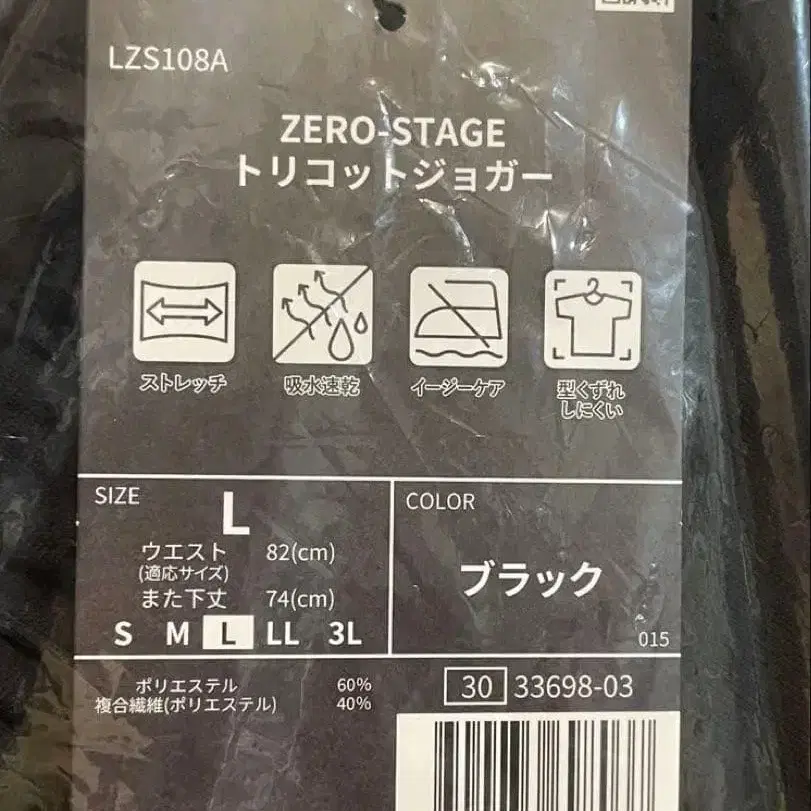 LZS108A
ZERO-STAGE
トリコットジョガー
ストレッチ
吸水速乾
イージーケア
型くずれ
しにくい
SIZE
L
ウエスト 82(cm)
(適応サイズ)
また下丈 74(cm)
S M L LL 3L
COLOR
ブラック
015
ポリエステル 60%
複合繊維(ポリエステル) 40%
30 33698-03